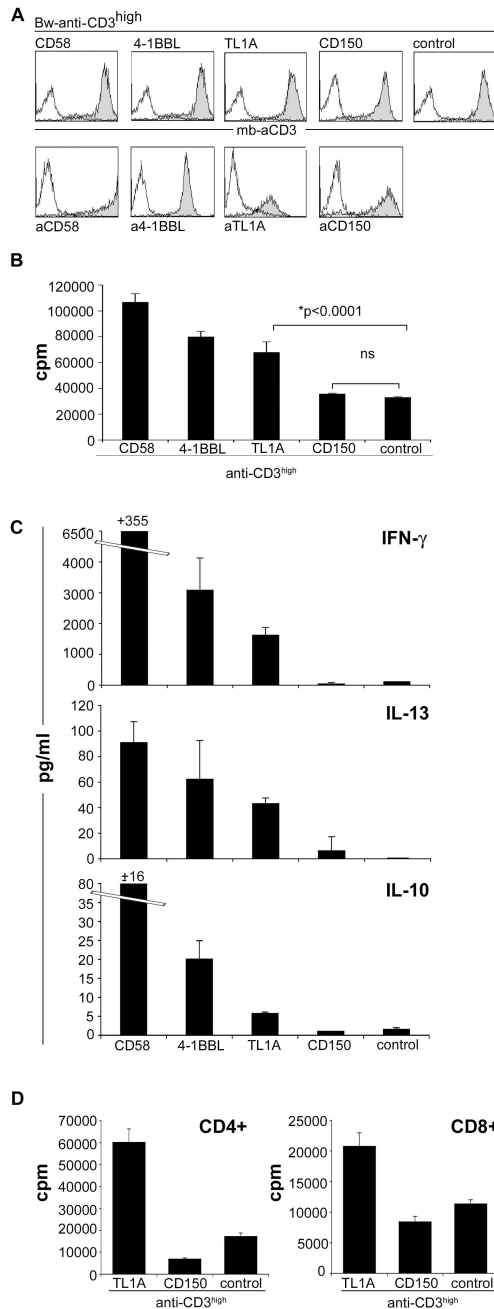 A
Bw-anti-CD3high
CD58 4-1BBL TL1A CD150 control
mb-aCD3
aCD58 a4-1BBL aTL1A aCD150
B
120000
100000
80000
60000
40000
20000
0
cpm
*p<0.0001
ns
CD58 4-1BBL TL1A CD150 control
anti-CD3high
C
pg/ml
+355
IFN-γ
6500
4000
3000
2000
1000
0
IL-13
120
100
80
60
40
20
0
±16
IL-10
80
35
25
20
15
10
5
0
CD58 4-1BBL TL1A CD150 control
D
CD4+
70000
60000
50000
40000
30000
20000
10000
0
cpm
TL1A CD150 control
anti-CD3high
CD8+
25000
20000
15000
10000
5000
0
cpm
TL1A CD150 control
anti-CD3high